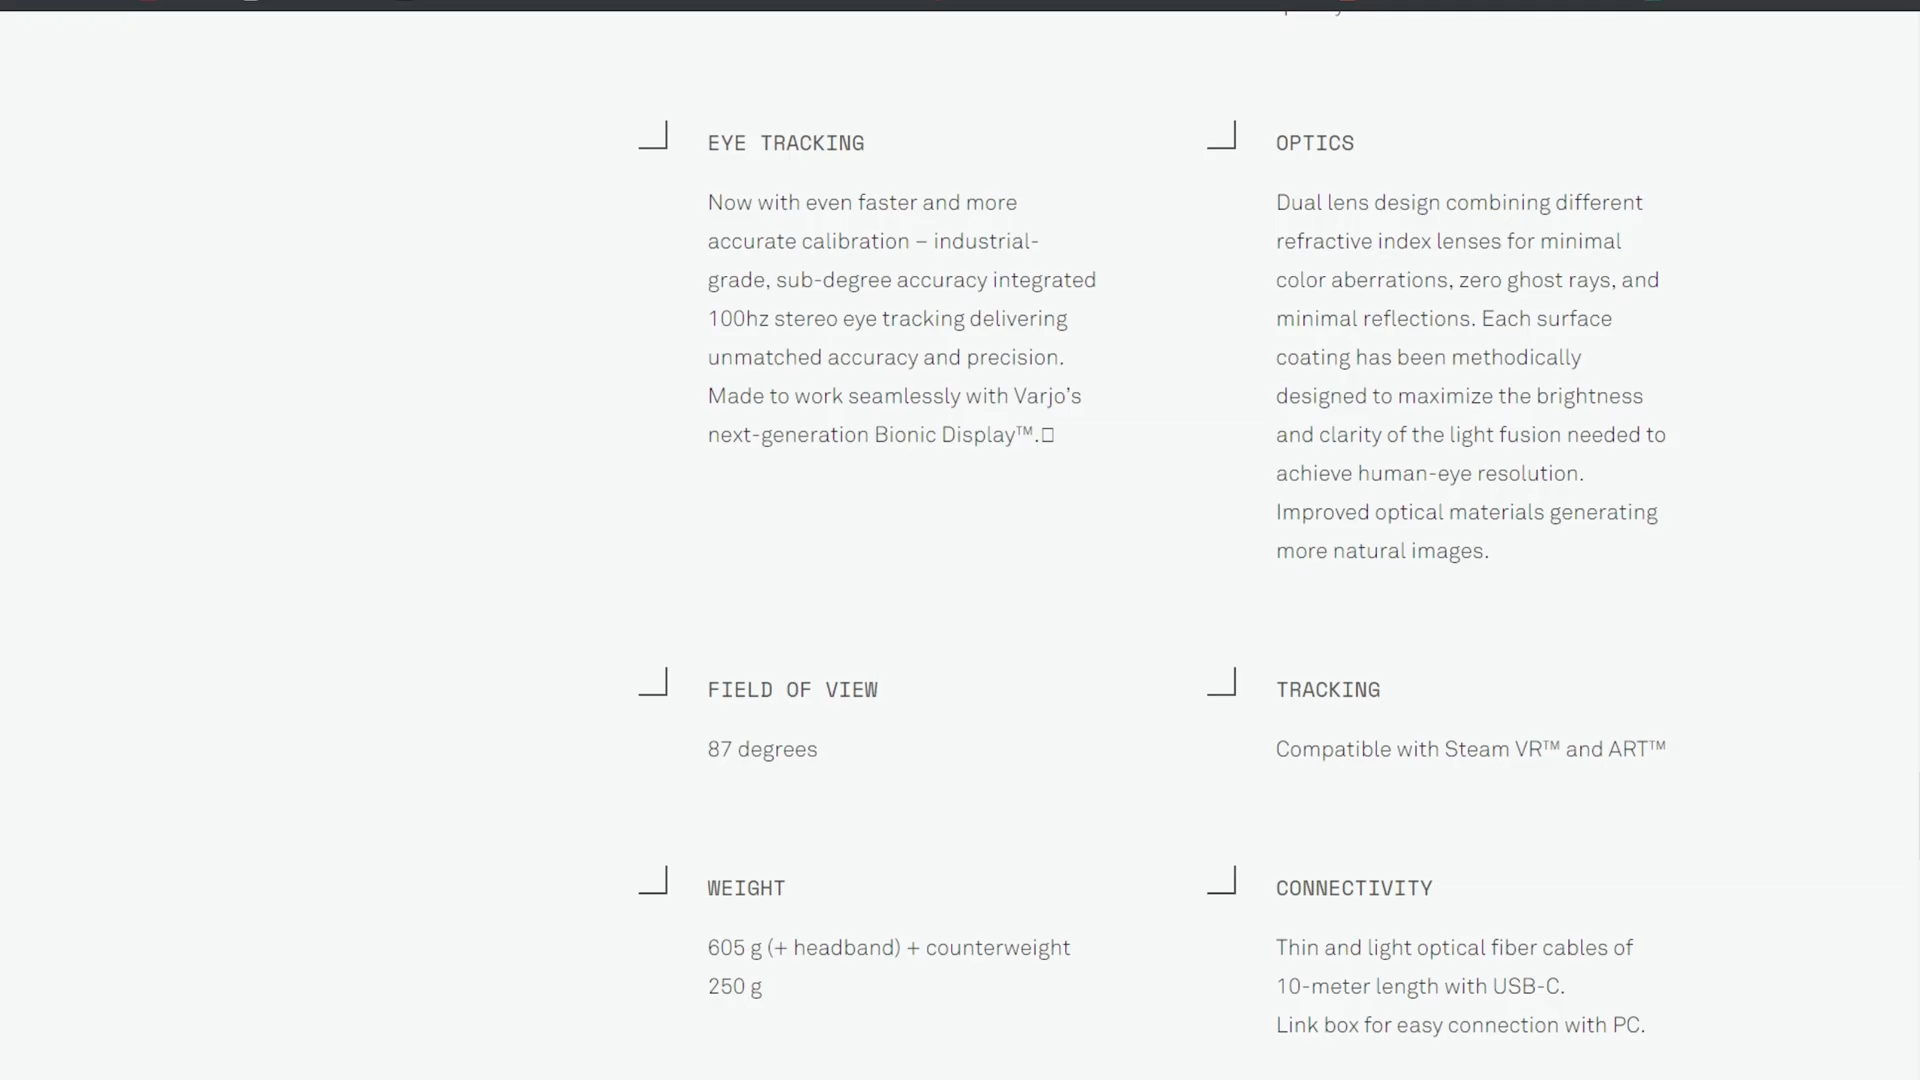 EYE TRACKING
Now with even faster and more
accurate calibration – industrial-
grade, sub-degree accuracy integrated
100hz stereo eye tracking delivering
unmatched accuracy and precision.
Made to work seamlessly with Varjo’s
next-generation Bionic Display™.□
OPTICS
Dual lens design combining different
refractive index lenses for minimal
color aberrations, zero ghost rays, and
minimal reflections. Each surface
coating has been methodically
designed to maximize the brightness
and clarity of the light fusion needed to
achieve human-eye resolution.
Improved optical materials generating
more natural images.
FIELD OF VIEW
87 degrees
TRACKING
Compatible with Steam VR™ and ART™
WEIGHT
605 g (+ headband) + counterweight
250 g
CONNECTIVITY
Thin and light optical fiber cables of
10-meter length with USB-C.
Link box for easy connection with PC.